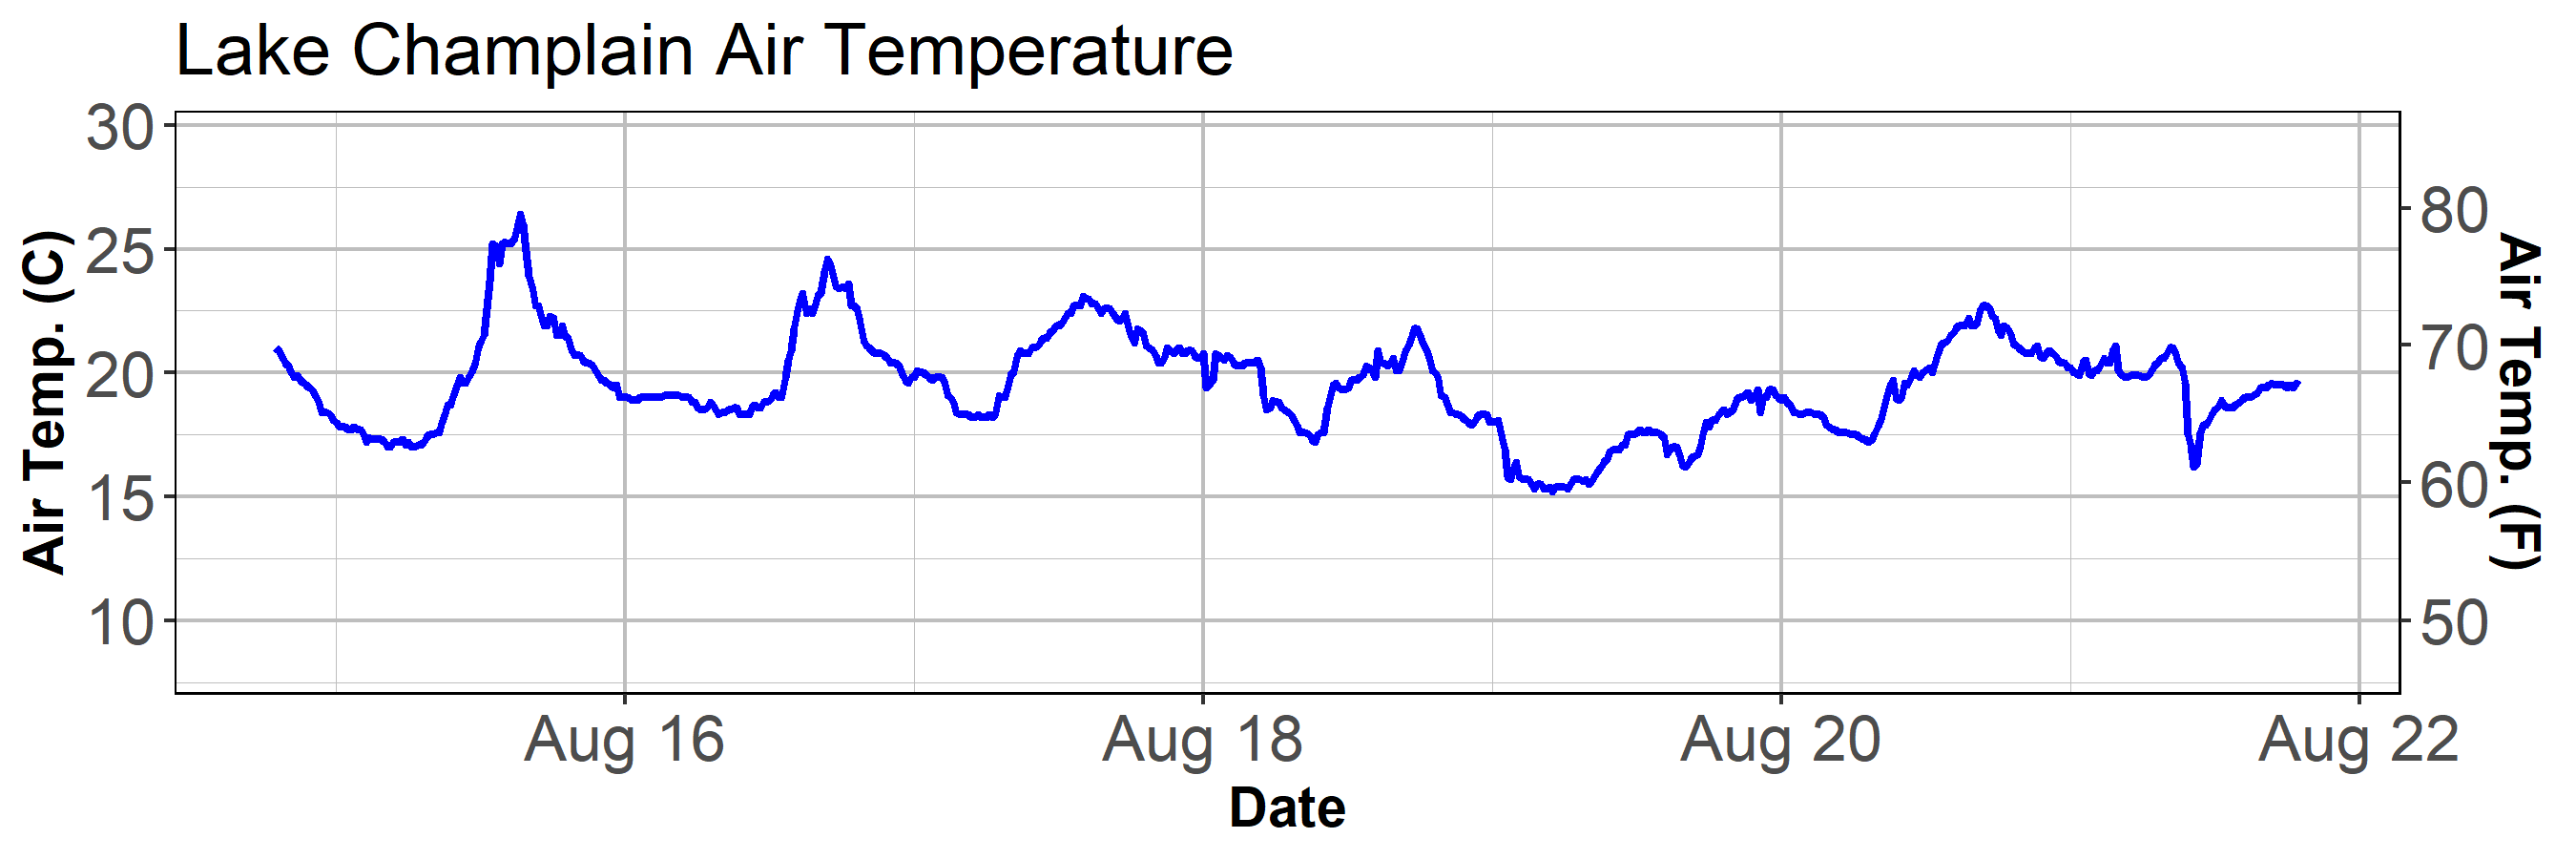 Lake Champlain Air Temperature
Air Temp. (C)
30
25
20
15
10
80
70
60
50
Air Temp. (F)
Aug 16
Aug 18
Aug 20
Aug 22
Date